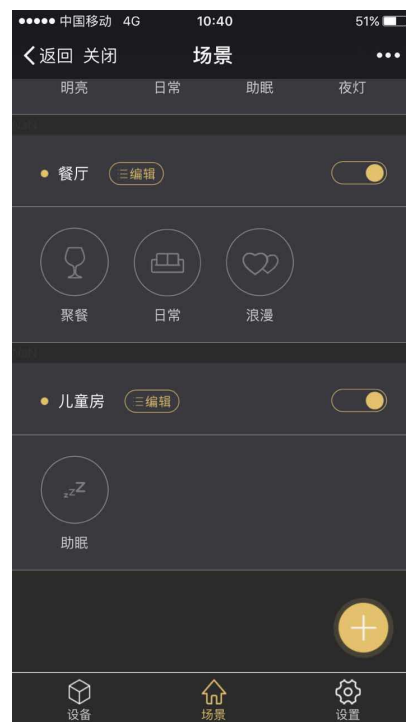 中国移动 4G 10:40 51%
返回 关闭 场景
明亮 日常 助眠 夜灯
餐厅 编辑
聚餐 日常 浪漫
儿童房 编辑
zzZ
助眠
设备 场景 设置